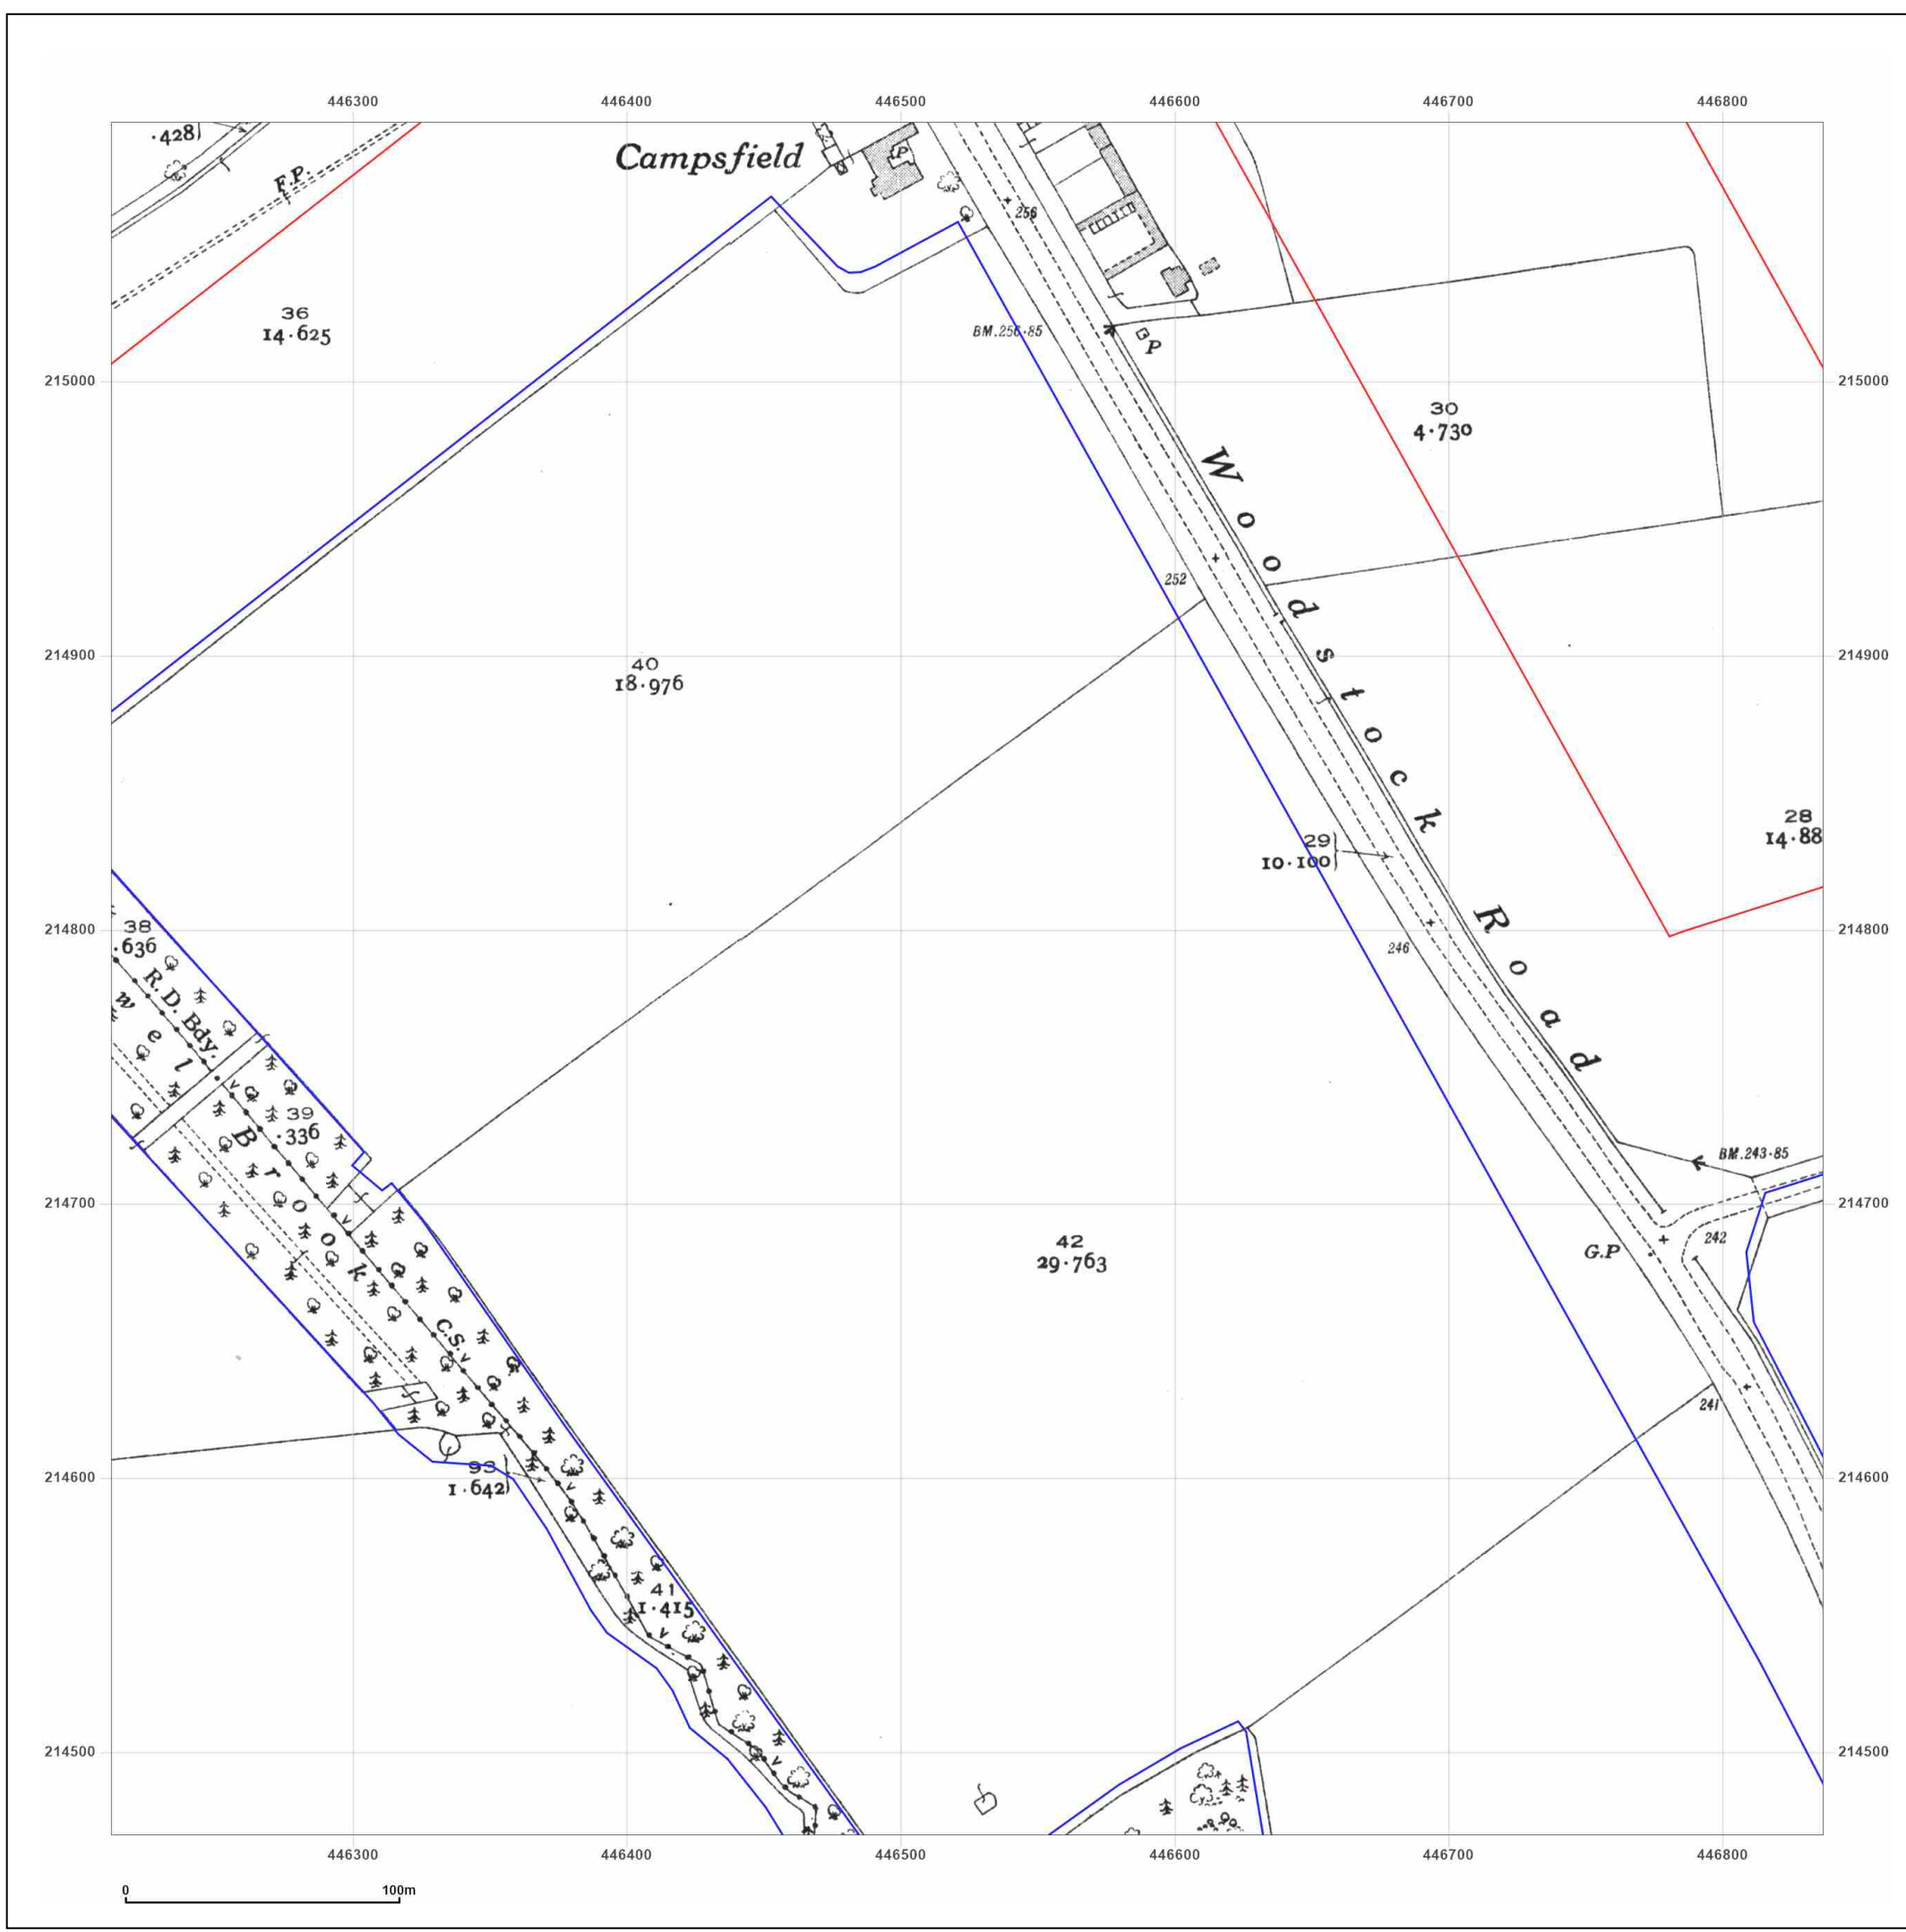 446300 446400 446500 446600 446700 446800
·428
F.P.
Campsfield
P
256
36
14·625
BM.256·85
P
215000 215000
30
4·730
Woodstock Road
252
214900 214900
40
18·976
28
14·88
29
10·100
246
214800 214800
38
·636
R.D. Bdy.
wel
Brook
39
·336
BM.243·85
214700 214700
242
G.P
42
29·763
C.S.
241
214600 214600
93
1·642
41
1·415
214500 214500
446300 446400 446500 446600 446700 446800
0 100m